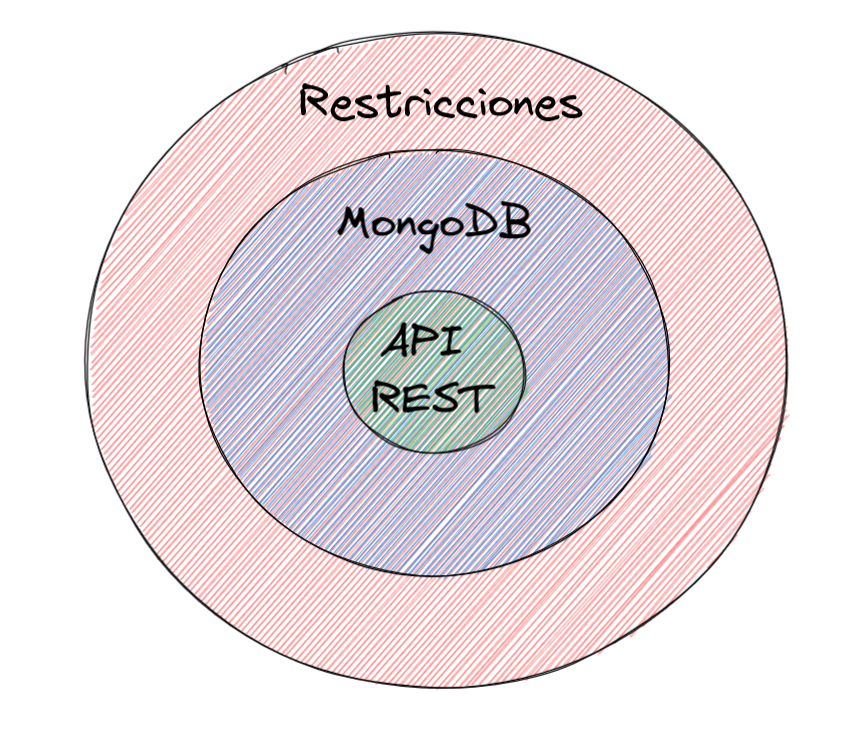 Restricciones
MongoDB
API
REST